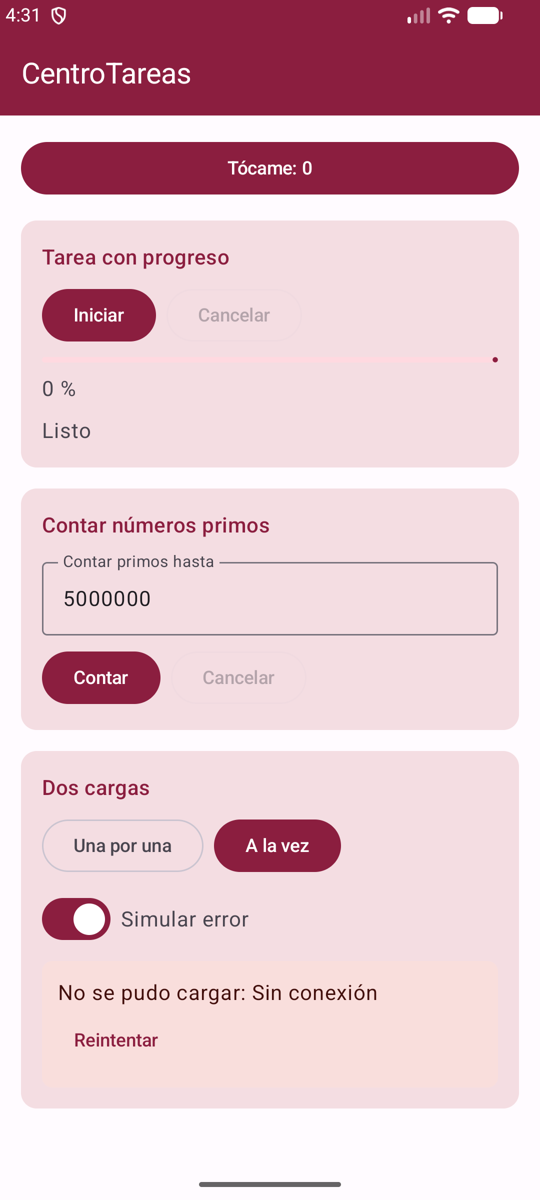 4:31
CentroTareas
Tócame: 0
Tarea con progreso
Iniciar Cancelar
0 %
Listo
Contar números primos
Contar primos hasta
5000000
Contar Cancelar
Dos cargas
Una por una A la vez
Simular error
No se pudo cargar: Sin conexión
Reintentar